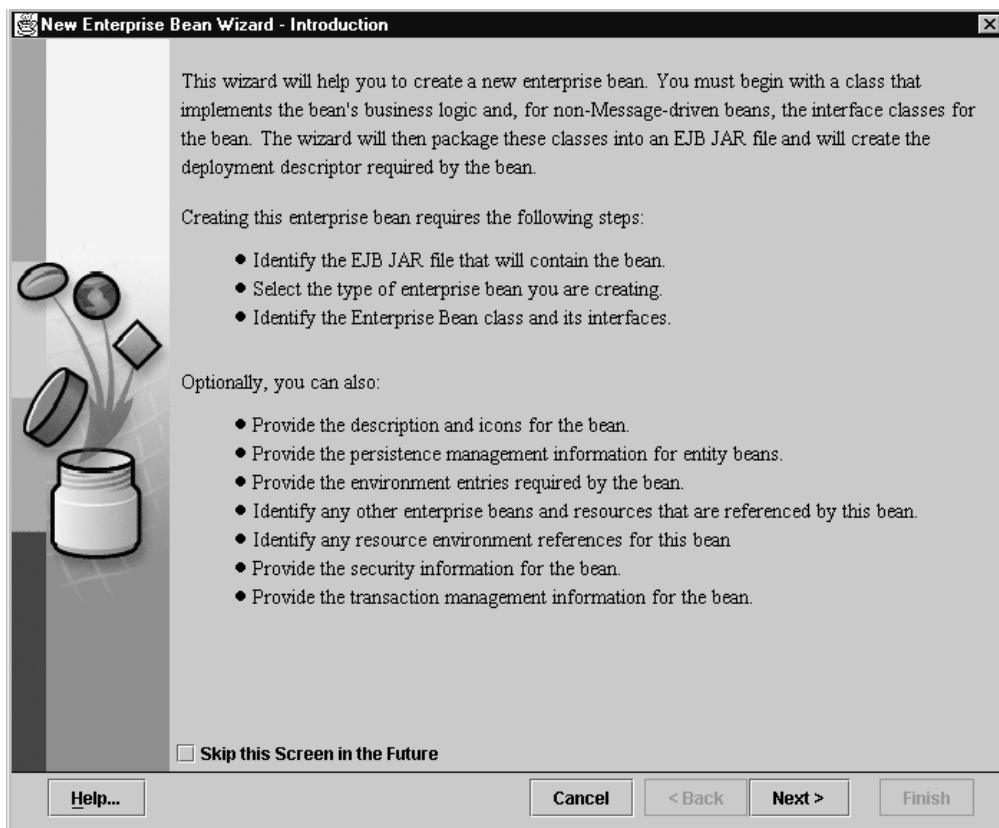 New Enterprise Bean Wizard - Introduction
This wizard will help you to create a new enterprise bean. You must begin with a class that
implements the bean's business logic and, for non-Message-driven beans, the interface classes for
the bean. The wizard will then package these classes into an EJB JAR file and will create the
deployment descriptor required by the bean.
Creating this enterprise bean requires the following steps:
● Identify the EJB JAR file that will contain the bean.
● Select the type of enterprise bean you are creating.
● Identify the Enterprise Bean class and its interfaces.
Optionally, you can also:
● Provide the description and icons for the bean.
● Provide the persistence management information for entity beans.
● Provide the environment entries required by the bean.
● Identify any other enterprise beans and resources that are referenced by this bean.
● Identify any resource environment references for this bean
● Provide the security information for the bean.
● Provide the transaction management information for the bean.
Skip this Screen in the Future
Help... Cancel < Back Next > Finish